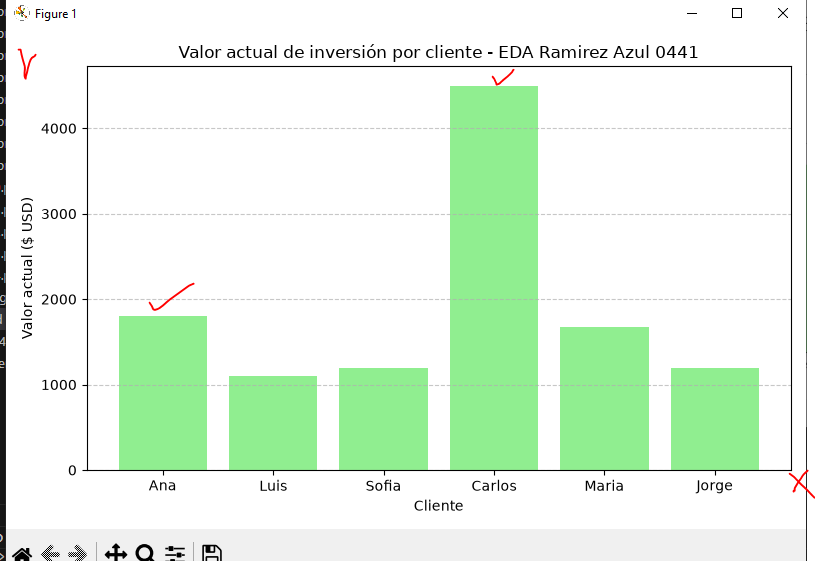 Figure 1
Valor actual de inversión por cliente - EDA Ramirez Azul 0441
Y
Valor actual ($ USD)
4000
3000
2000
1000
0
Ana Luis Sofia Carlos Maria Jorge
X
Cliente